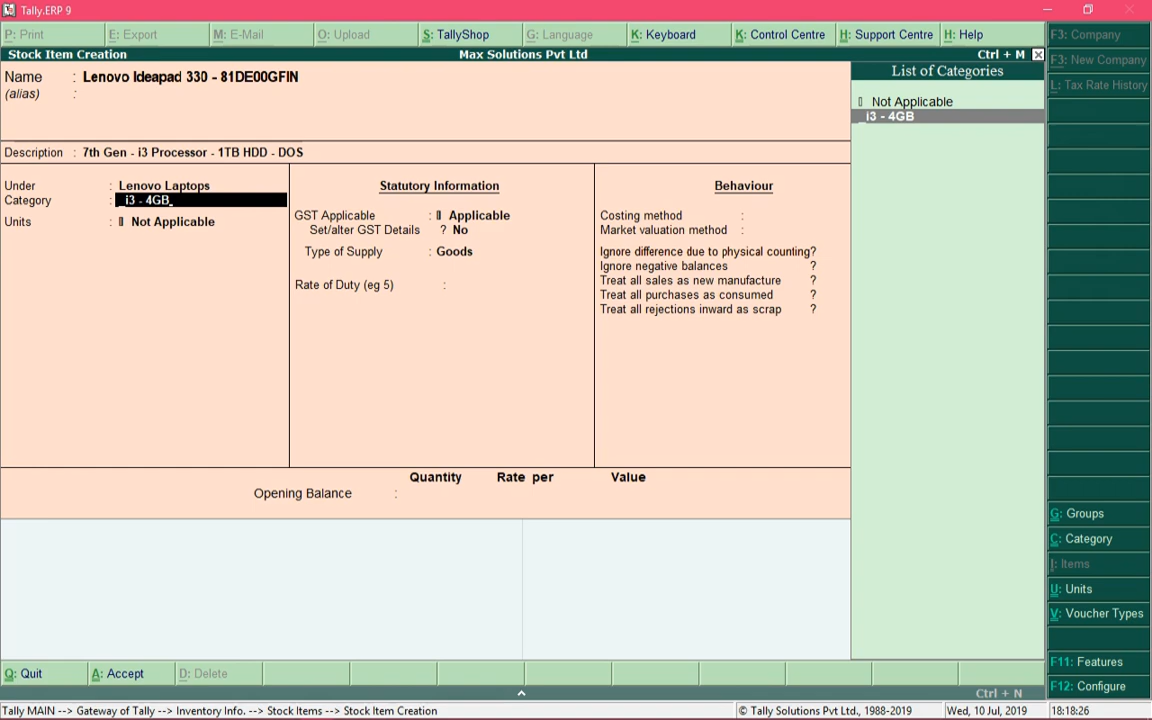 Tally.ERP 9
P: Print E: Export M: E-Mail O: Upload S: TallyShop G: Language K: Keyboard K: Control Centre H: Support Centre H: Help
F3: Company
Stock Item Creation Max Solutions Pvt Ltd Ctrl + M
F3: New Company
L: Tax Rate History
Name : Lenovo Ideapad 330 - 81DE00GFIN
(alias) :
List of Categories
Not Applicable
i3 - 4GB
Description : 7th Gen - i3 Processor - 1TB HDD - DOS
Under : Lenovo Laptops
Category : i3 - 4GB
Units : Not Applicable
Statutory Information
GST Applicable : Applicable
Set/alter GST Details ? No
Type of Supply : Goods
Rate of Duty (eg 5) :
Behaviour
Costing method :
Market valuation method :
Ignore difference due to physical counting?
Ignore negative balances ?
Treat all sales as new manufacture ?
Treat all purchases as consumed ?
Treat all rejections inward as scrap ?
Quantity Rate per Value
Opening Balance :
G: Groups
C: Category
I: Items
U: Units
V: Voucher Types
F11: Features
F12: Configure
Q: Quit A: Accept D: Delete
Ctrl + N
Tally MAIN --> Gateway of Tally --> Inventory Info. --> Stock Items --> Stock Item Creation © Tally Solutions Pvt Ltd., 1988-2019 Wed, 10 Jul, 2019 18:18:26